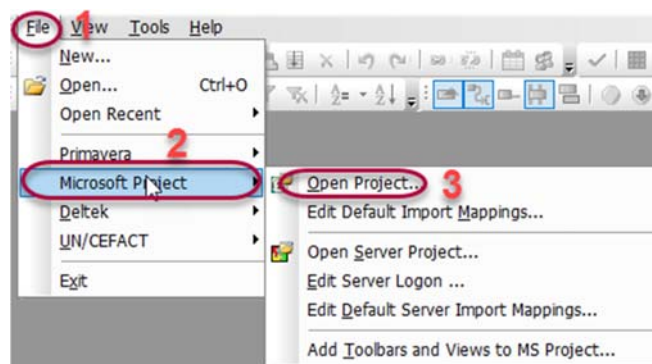 File 1 View Tools Help
New...
Open... Ctrl+O
Open Recent
Primavera 2
Microsoft Project
Open Project... 3
Deltek
Edit Default Import Mappings...
UN/CEFACT
Open Server Project...
Exit
Edit Server Logon ...
Edit Default Server Import Mappings...
Add Toolbars and Views to MS Project...